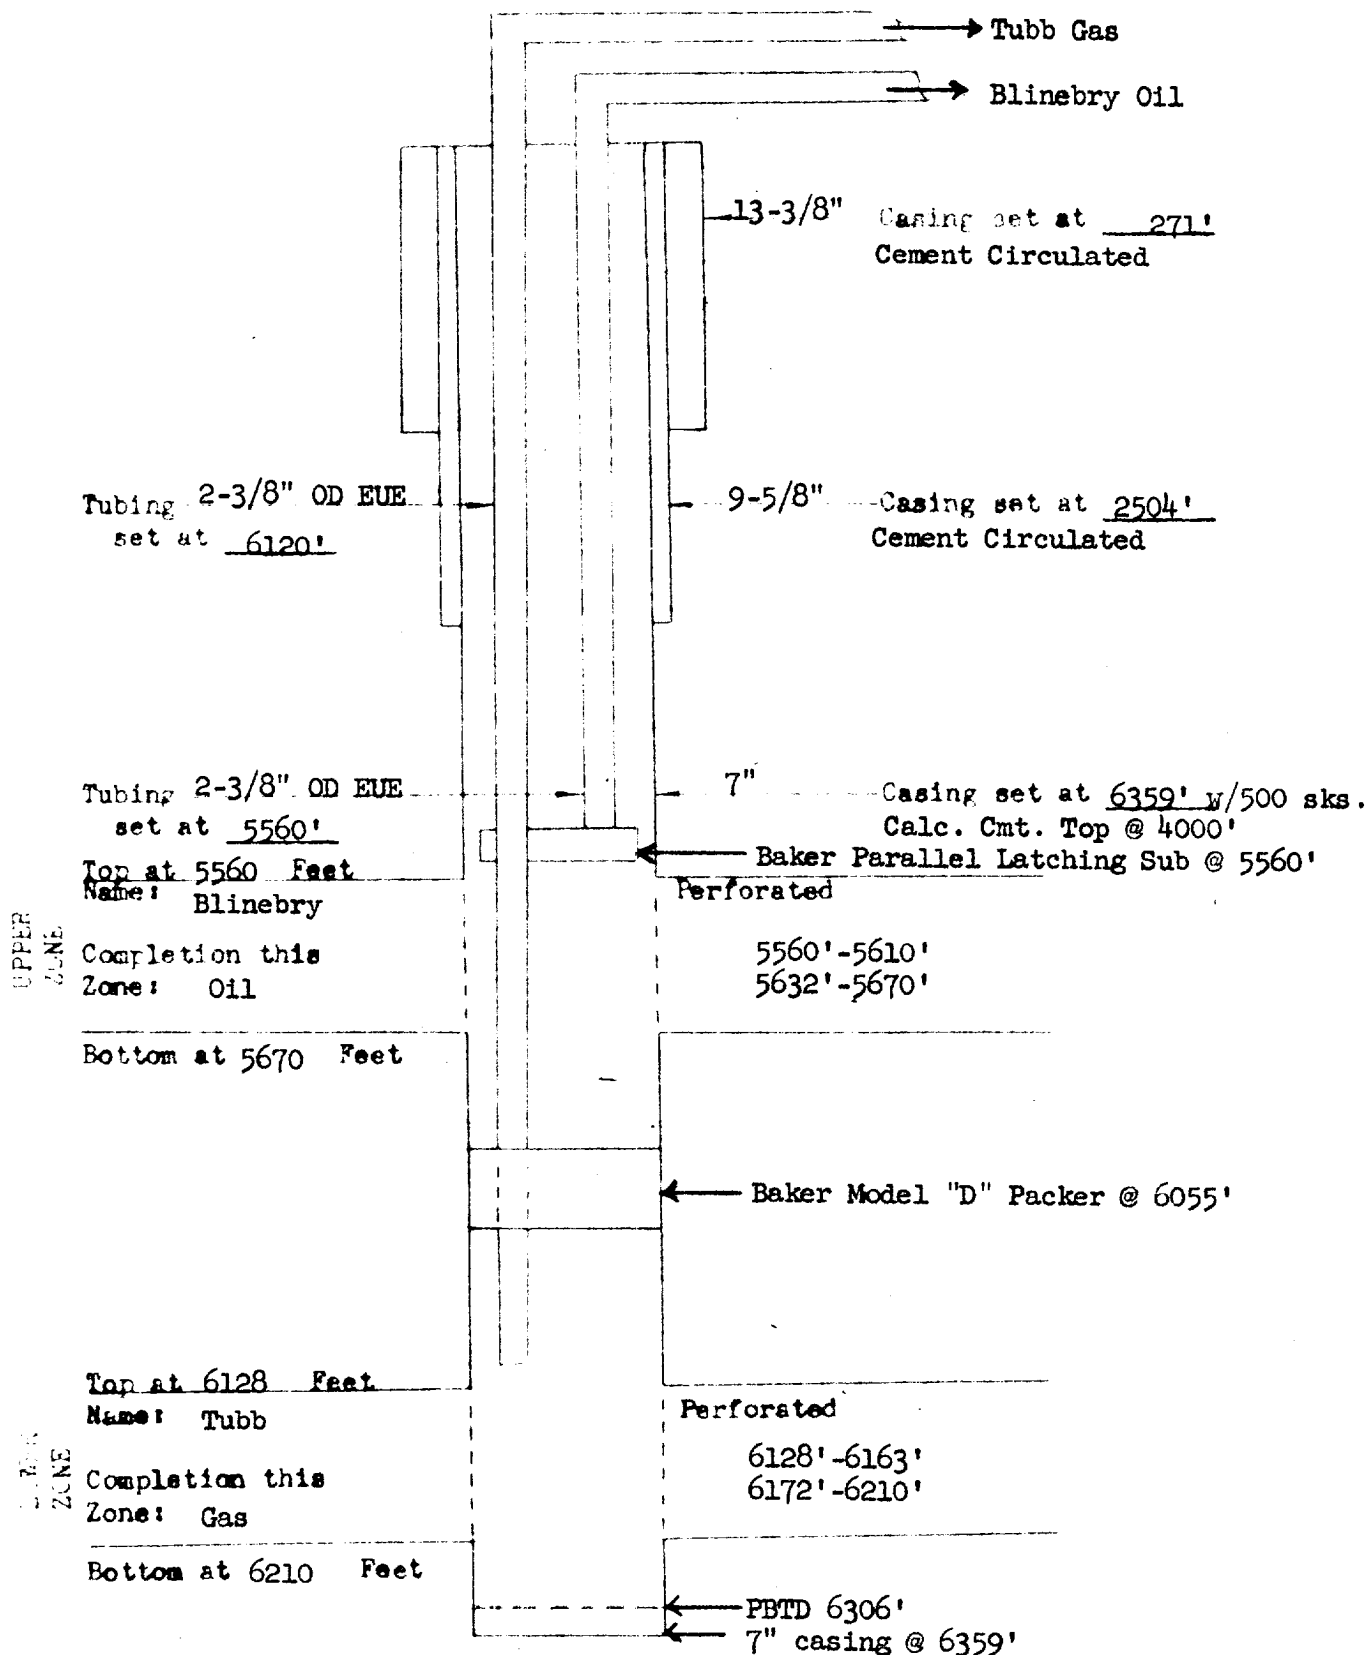 Tubb Gas
Blinebry Oil
13-3/8" Casing set at 271'
Cement Circulated
Tubing 2-3/8" OD EUE
set at 6120'
9-5/8" Casing set at 2504'
Cement Circulated
Tubing 2-3/8" OD EUE
set at 5560'
7" Casing set at 6359' w/500 sks.
Calc. Cmt. Top @ 4000'
Baker Parallel Latching Sub @ 5560'
Top at 5560 Feet
Name: Blinebry
Perforated
UPPER
ZONE
Completion this
Zone: Oil
5560'-5610'
5632'-5670'
Bottom at 5670 Feet
Baker Model "D" Packer @ 6055'
Top at 6128 Feet
Name: Tubb
Perforated
ZONE
Completion this
Zone: Gas
6128'-6163'
6172'-6210'
Bottom at 6210 Feet
PBTD 6306'
7" casing @ 6359'